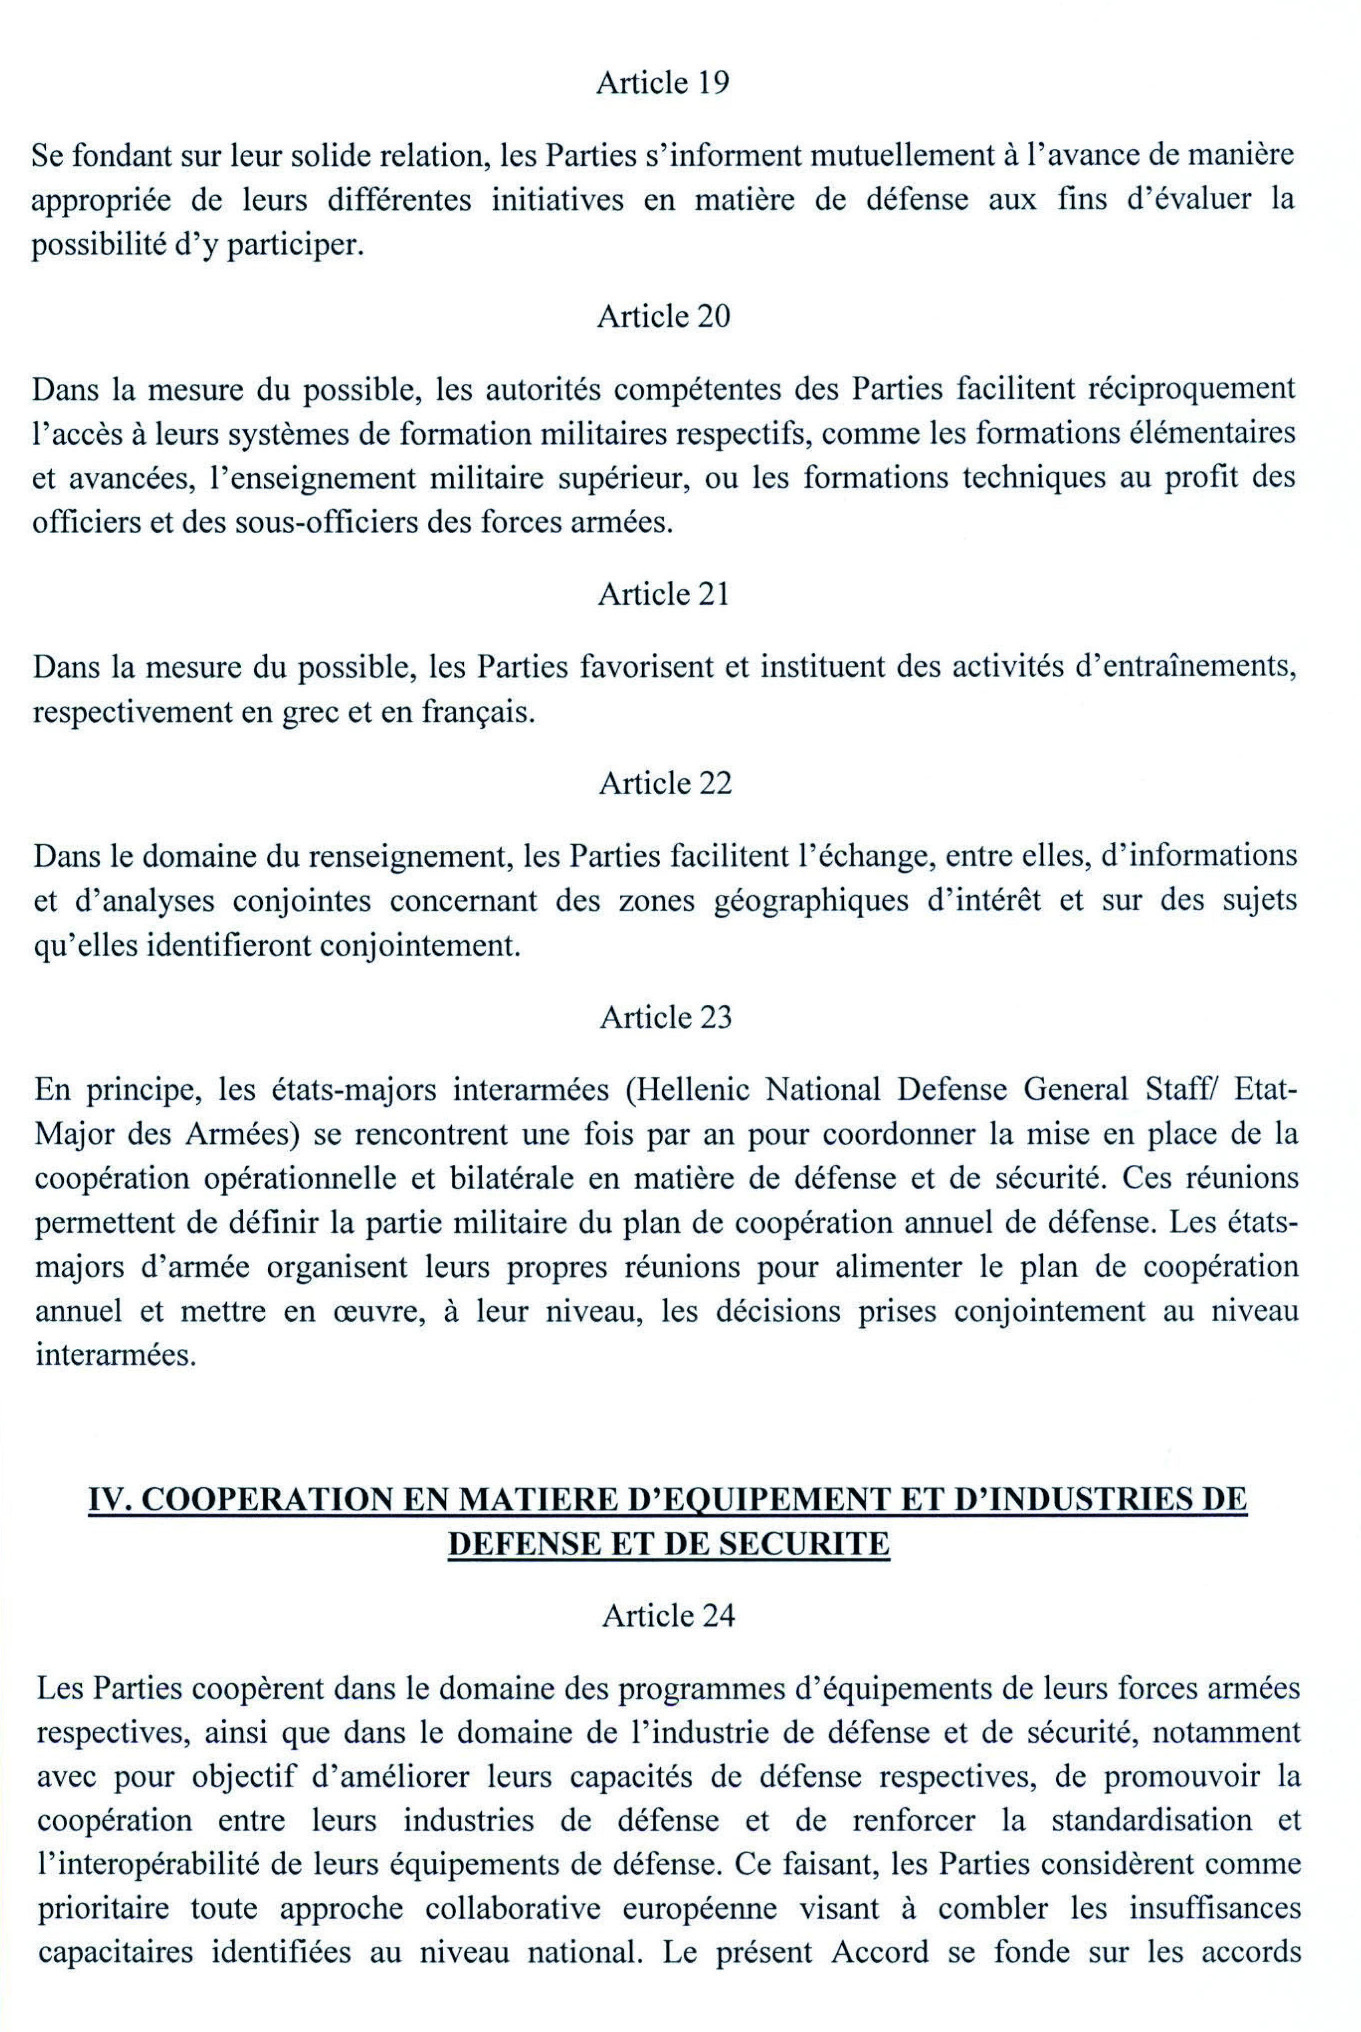 Article 19
Se fondant sur leur solide relation, les Parties s’informent mutuellement à l’avance de manière
appropriée de leurs différentes initiatives en matière de défense aux fins d’évaluer la
possibilité d’y participer.
Article 20
Dans la mesure du possible, les autorités compétentes des Parties facilitent réciproquement
l’accès à leurs systèmes de formation militaires respectifs, comme les formations élémentaires
et avancées, l’enseignement militaire supérieur, ou les formations techniques au profit des
officiers et des sous-officiers des forces armées.
Article 21
Dans la mesure du possible, les Parties favorisent et instituent des activités d’entraînements,
respectivement en grec et en français.
Article 22
Dans le domaine du renseignement, les Parties facilitent l’échange, entre elles, d’informations
et d’analyses conjointes concernant des zones géographiques d’intérêt et sur des sujets
qu’elles identifieront conjointement.
Article 23
En principe, les états-majors interarmées (Hellenic National Defense General Staff/ Etat-
Major des Armées) se rencontrent une fois par an pour coordonner la mise en place de la
coopération opérationnelle et bilatérale en matière de défense et de sécurité. Ces réunions
permettent de définir la partie militaire du plan de coopération annuel de défense. Les états-
majors d’armée organisent leurs propres réunions pour alimenter le plan de coopération
annuel et mettre en œuvre, à leur niveau, les décisions prises conjointement au niveau
interarmées.
IV. COOPERATION EN MATIERE D’EQUIPEMENT ET D’INDUSTRIES DE
DEFENSE ET DE SECURITE
Article 24
Les Parties coopèrent dans le domaine des programmes d’équipements de leurs forces armées
respectives, ainsi que dans le domaine de l’industrie de défense et de sécurité, notamment
avec pour objectif d’améliorer leurs capacités de défense respectives, de promouvoir la
coopération entre leurs industries de défense et de renforcer la standardisation et
l’interopérabilité de leurs équipements de défense. Ce faisant, les Parties considèrent comme
prioritaire toute approche collaborative européenne visant à combler les insuffisances
capacitaires identifiées au niveau national. Le présent Accord se fonde sur les accords